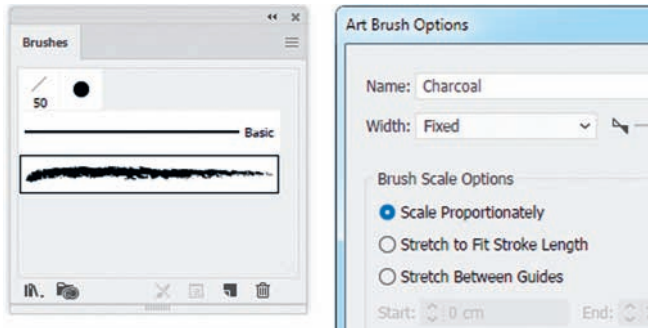 Brushes
50
Basic
Art Brush Options
Name: Charcoal
Width: Fixed
Brush Scale Options
Scale Proportionately
Stretch to Fit Stroke Length
Stretch Between Guides
Start: 0 cm End: